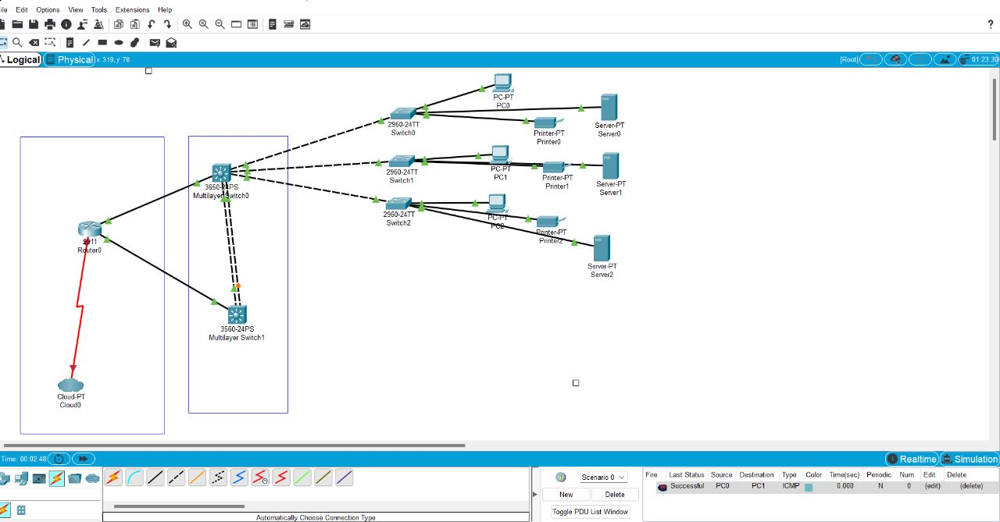 ile Edit Options View Tools Extensions Help
?
Logical Physical x: 319, y: 78 [Root] 01:23:30
PC-PT
PC0
2960-24TT
Switch0
Printer-PT
Printer0
Server-PT
Server0
2960-24TT
Switch1
PC-PT
PC1
Printer-PT
Printer1
Server-PT
Server1
3650-24PS
Multilayer Switch0
2960-24TT
Switch2
PC-PT
PC2
Printer-PT
Printer2
Server-PT
Server2
2911
Router0
3560-24PS
Multilayer Switch1
Cloud-PT
Cloud0
Time: 00:02:48 Realtime Simulation
Scenario 0
New Delete
Toggle PDU List Window
Fire Last Status Source Destination Type Color Time(sec) Periodic Num Edit Delete
Successful PC0 PC1 ICMP 0.000 N 0 (edit) (delete)
Automatically Choose Connection Type